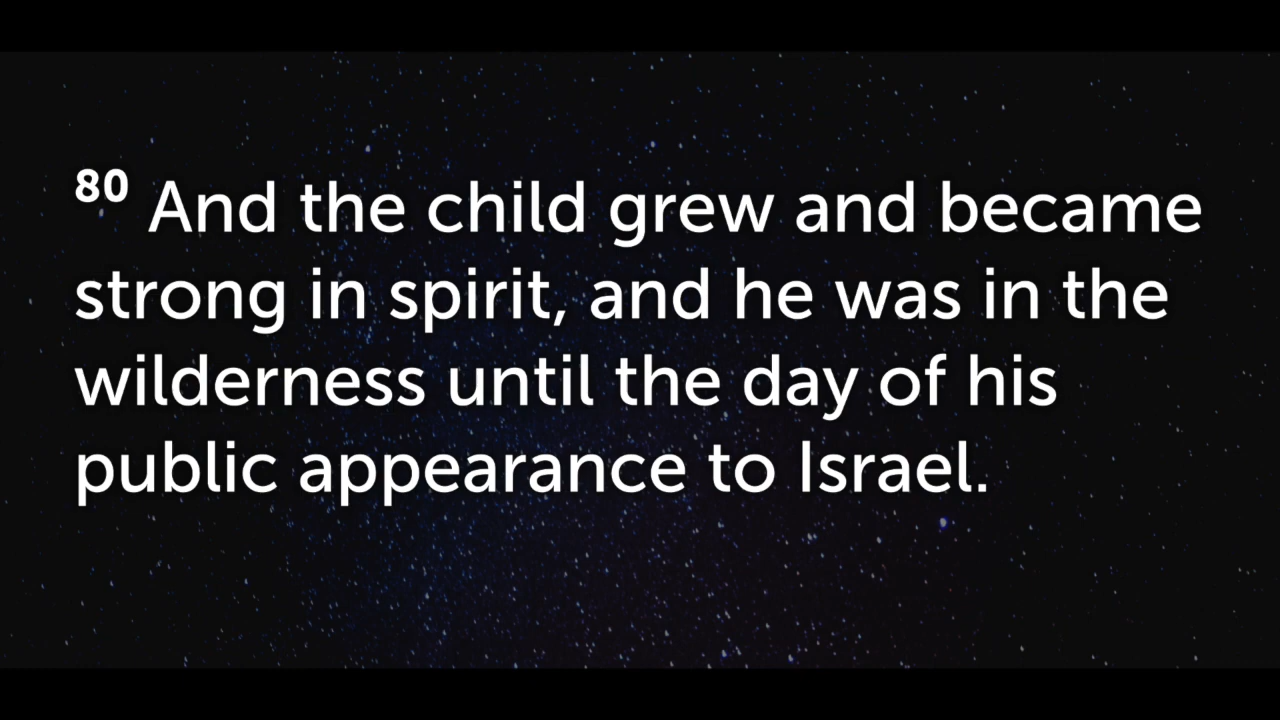 80 And the child grew and became
strong in spirit, and he was in the
wilderness until the day of his
public appearance to Israel.